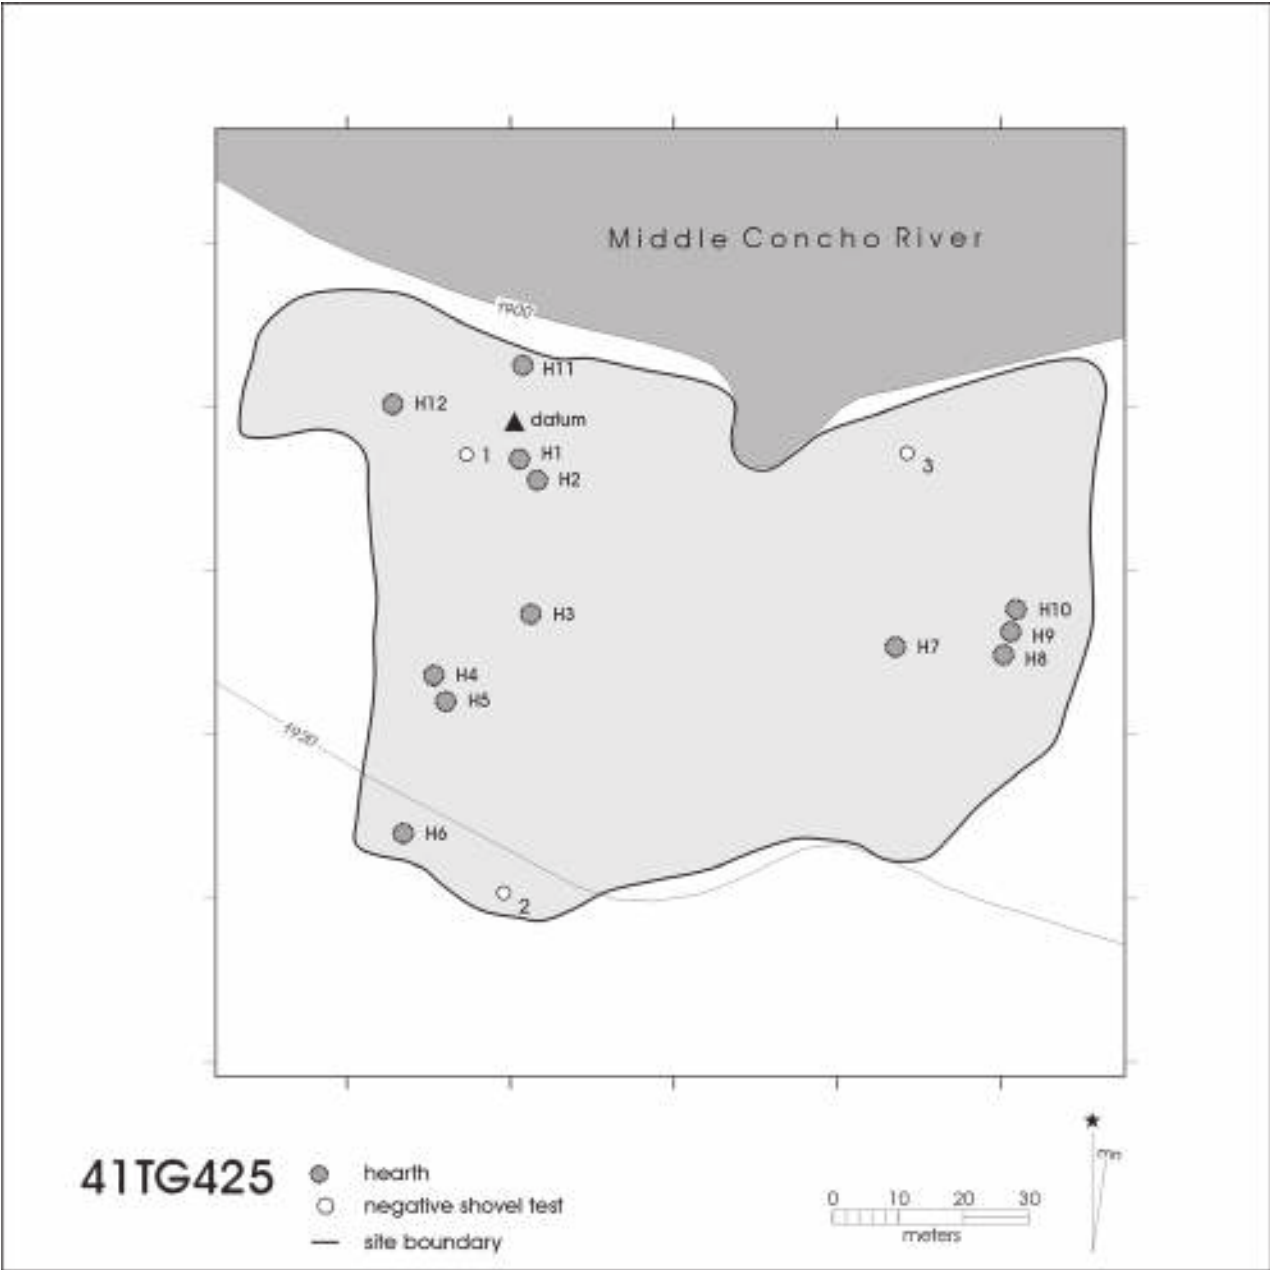 Middle Concho River
1900
H11
H12
datum
1
H1
H2
3
H3
H10
H9
H7
H8
H4
H5
1920
H6
2
41TG425
hearth
negative shovel test
site boundary
0 10 20 30
meters
mn